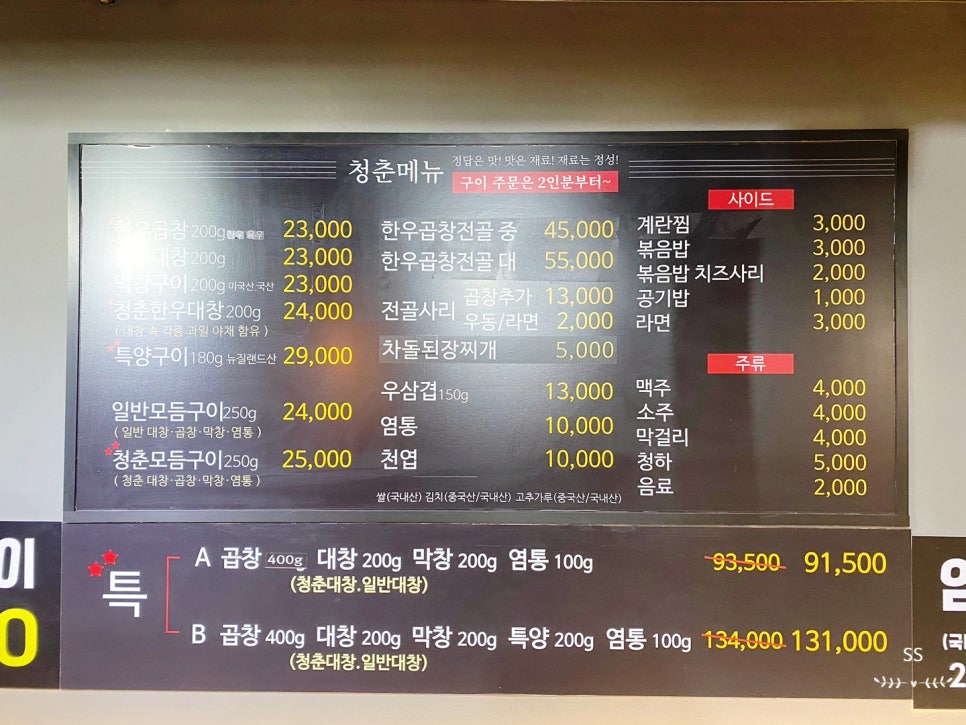 청춘메뉴
정답은 맛! 맛은 재료! 재료는 정성!
구이 주문은 2인분부터~
한우곱창 200g 한우 육우 23,000
대창 200g 23,000
막창구이 200g 미국산.국산 23,000
청춘한우대창 200g 24,000
( 대창 속 각종 과일 야채 함유 )
특양구이 180g 뉴질랜드산 29,000
일반모듬구이 250g 24,000
( 일반 대창·곱창·막창·염통 )
청춘모듬구이 250g 25,000
( 청춘 대창·곱창·막창·염통 )
한우곱창전골 중 45,000
한우곱창전골 대 55,000
전골사리 곱창추가 13,000
우동/라면 2,000
차돌된장찌개 5,000
우삼겹 150g 13,000
염통 10,000
천엽 10,000
쌀(국내산) 김치(중국산/국내산) 고추가루(중국산/국내산)
사이드
계란찜 3,000
볶음밥 3,000
볶음밥 치즈사리 2,000
공기밥 1,000
라면 3,000
주류
맥주 4,000
소주 4,000
막걸리 4,000
청하 5,000
음료 2,000
특
A 곱창 400g 대창 200g 막창 200g 염통 100g 93,500 91,500
(청춘대창.일반대창)
B 곱창 400g 대창 200g 막창 200g 특양 200g 염통 100g 134,000 131,000
(청춘대창.일반대창)
이
0
(국
2
SS